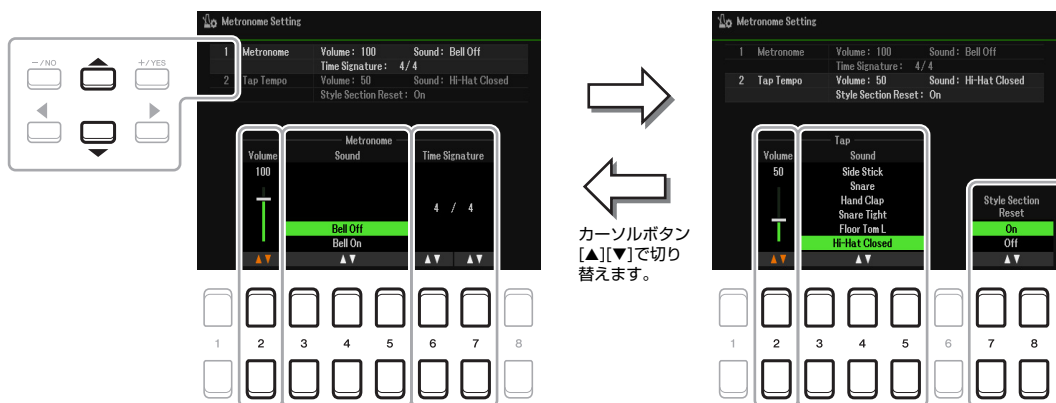 Metronome Setting
1 Metronome Volume : 100 Sound : Bell Off
Time Signature : 4/4
2 Tap Tempo Volume : 50 Sound : Hi-Hat Closed
Style Section Reset : On
Metronome
Volume Sound Time Signature
100
4 / 4
Bell Off
Bell On
▲▼ ▲▼ ▲▼ ▲▼
1 2 3 4 5 6 7 8
-/NO +/YES
カーソルボタン
[▲][▼]で切り
替えます。
Metronome Setting
1 Metronome Volume : 100 Sound : Bell Off
Time Signature : 4/4
2 Tap Tempo Volume : 50 Sound : Hi-Hat Closed
Style Section Reset : On
Tap
Volume Sound
50
Side Stick
Snare
Hand Clap
Snare Tight
Floor Tom L
Hi-Hat Closed
Style Section
Reset
On
Off
▲▼ ▲▼ ▲▼
1 2 3 4 5 6 7 8